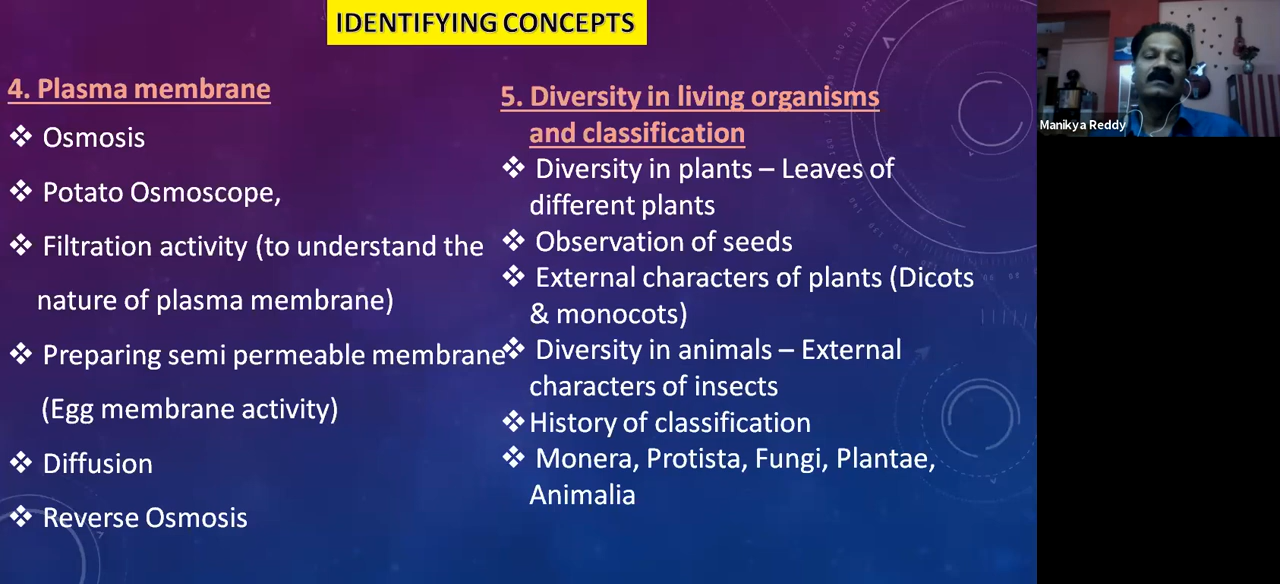 IDENTIFYING CONCEPTS
4. Plasma membrane
❖ Osmosis
❖ Potato Osmoscope,
❖ Filtration activity (to understand the
nature of plasma membrane)
❖ Preparing semi permeable membrane
(Egg membrane activity)
❖ Diffusion
❖ Reverse Osmosis
5. Diversity in living organisms
and classification
❖ Diversity in plants – Leaves of
different plants
❖ Observation of seeds
❖ External characters of plants (Dicots
& monocots)
❖ Diversity in animals – External
characters of insects
❖ History of classification
❖ Monera, Protista, Fungi, Plantae,
Animalia
Manikya Reddy